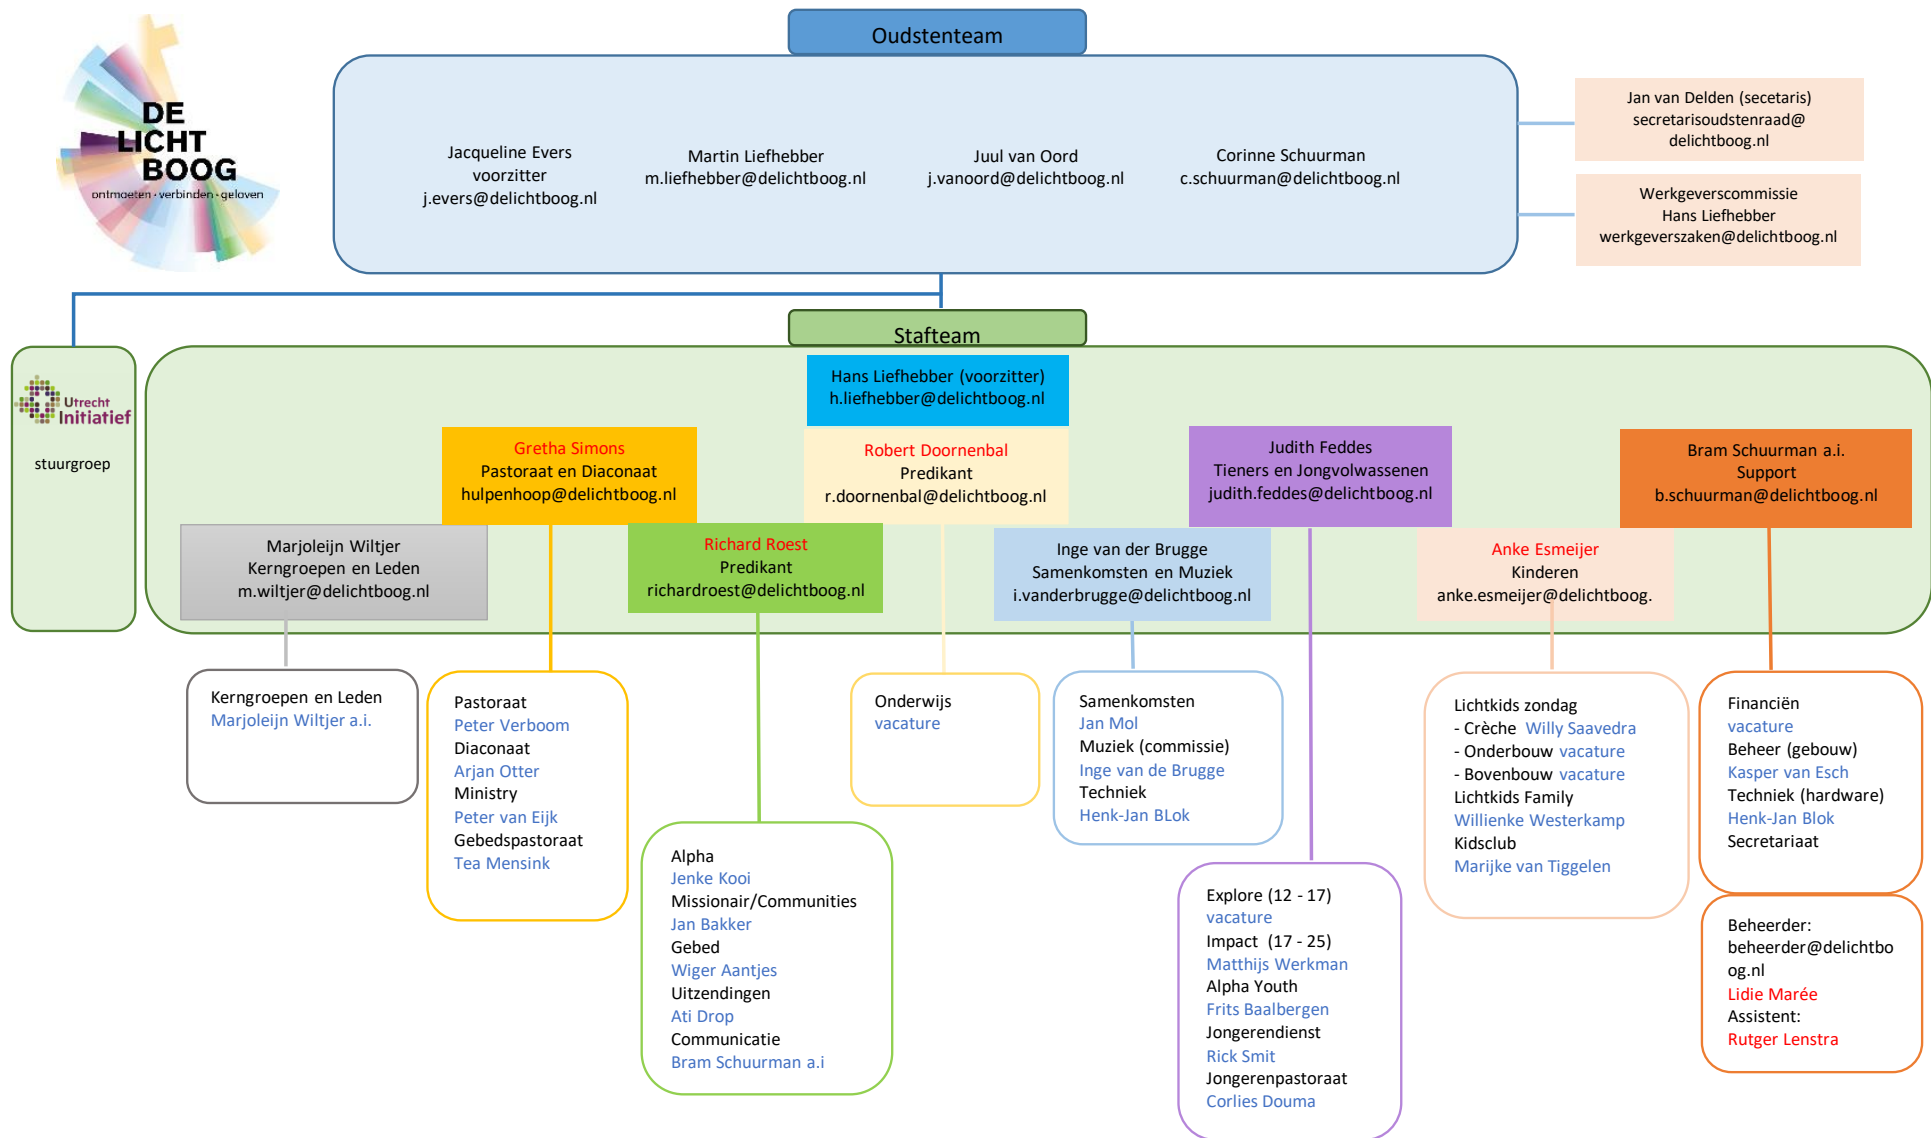 Oudstenteam
DE
LICHT
BOOG
ontmoeten · verbinden · geloven
Jacqueline Evers
voorzitter
j.evers@delichtboog.nl
Martin Liefhebber
m.liefhebber@delichtboog.nl
Juul van Oord
j.vanoord@delichtboog.nl
Corinne Schuurman
c.schuurman@delichtboog.nl
Jan van Delden (secetaris)
secretarisoudstenraad@
delichtboog.nl
Werkgeverscommissie
Hans Liefhebber
werkgeverszaken@delichtboog.nl
Stafteam
Utrecht
Initiatief
stuurgroep
Hans Liefhebber (voorzitter)
h.liefhebber@delichtboog.nl
Gretha Simons
Pastoraat en Diaconaat
hulpenhoop@delichtboog.nl
Robert Doornenbal
Predikant
r.doornenbal@delichtboog.nl
Judith Feddes
Tieners en Jongvolwassenen
judith.feddes@delichtboog.nl
Bram Schuurman a.i.
Support
b.schuurman@delichtboog.nl
Marjoleijn Wiltjer
Kerngroepen en Leden
m.wiltjer@delichtboog.nl
Richard Roest
Predikant
richardroest@delichtboog.nl
Inge van der Brugge
Samenkomsten en Muziek
i.vanderbrugge@delichtboog.nl
Anke Esmeijer
Kinderen
anke.esmeijer@delichtboog.
Kerngroepen en Leden
Marjoleijn Wiltjer a.i.
Pastoraat
Peter Verboom
Diaconaat
Arjan Otter
Ministry
Peter van Eijk
Gebedspastoraat
Tea Mensink
Alpha
Jenke Kooi
Missionair/Communities
Jan Bakker
Gebed
Wiger Aantjes
Uitzendingen
Ati Drop
Communicatie
Bram Schuurman a.i
Onderwijs
vacature
Samenkomsten
Jan Mol
Muziek (commissie)
Inge van de Brugge
Techniek
Henk-Jan BLok
Explore (12 - 17)
vacature
Impact (17 - 25)
Matthijs Werkman
Alpha Youth
Frits Baalbergen
Jongerendienst
Rick Smit
Jongerenpastoraat
Corlies Douma
Lichtkids zondag
- Crèche Willy Saavedra
- Onderbouw vacature
- Bovenbouw vacature
Lichtkids Family
Willienke Westerkamp
Kidsclub
Marijke van Tiggelen
Financiën
vacature
Beheer (gebouw)
Kasper van Esch
Techniek (hardware)
Henk-Jan Blok
Secretariaat
Beheerder:
beheerder@delichtbo
og.nl
Lidie Marée
Assistent:
Rutger Lenstra